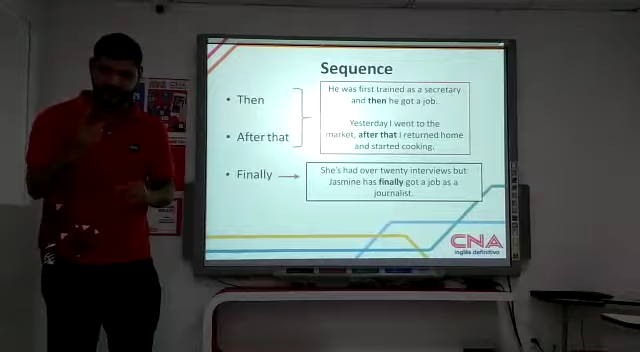 Sequence
• Then
• After that
• Finally
He was first trained as a secretary
and then he got a job.
Yesterday I went to the
market, after that I returned home
and started cooking.
She's had over twenty interviews but
Jasmine has finally got a job as a
journalist.
CNA
inglés definitivo